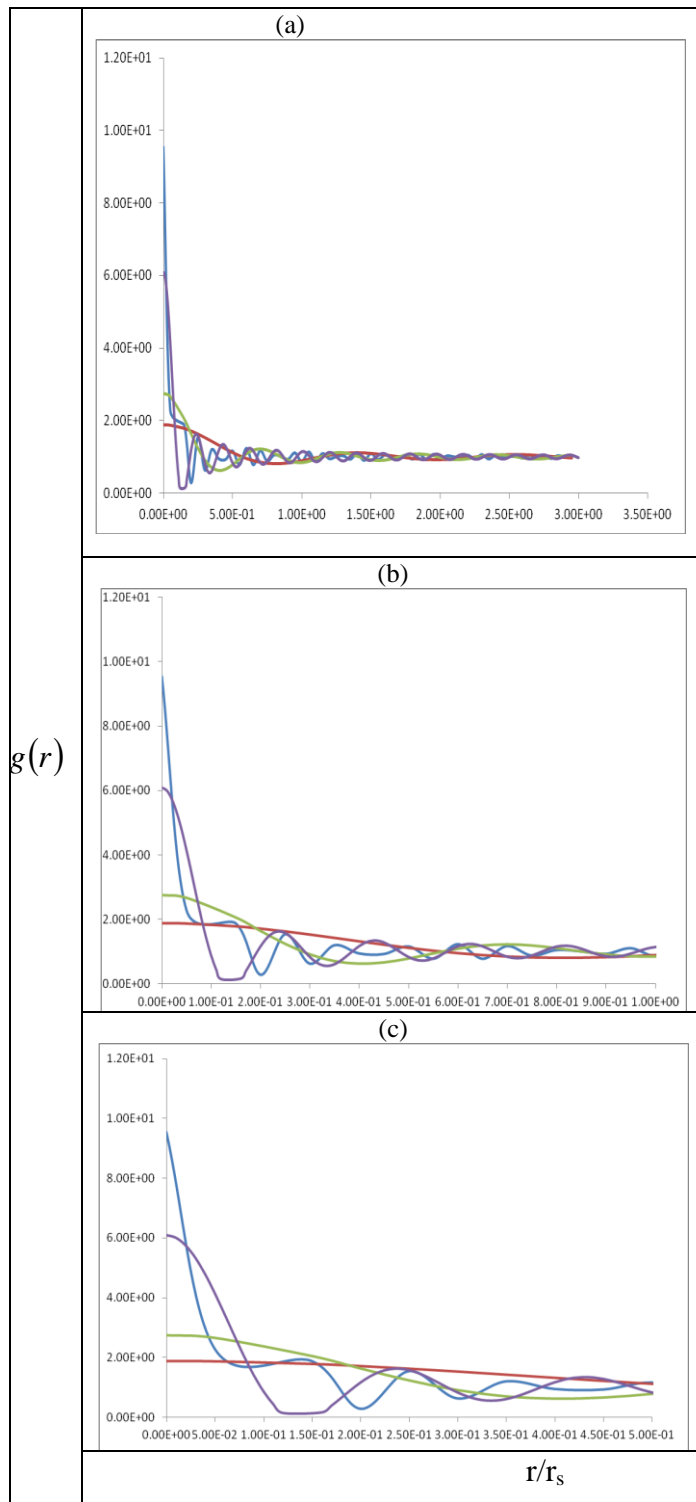 (a)
1.20E+01
1.00E+01
8.00E+00
6.00E+00
4.00E+00
2.00E+00
0.00E+00
0.00E+00 5.00E-01 1.00E+00 1.50E+00 2.00E+00 2.50E+00 3.00E+00 3.50E+00
(b)
1.20E+01
1.00E+01
8.00E+00
6.00E+00
4.00E+00
2.00E+00
0.00E+00
0.00E+00 1.00E-01 2.00E-01 3.00E-01 4.00E-01 5.00E-01 6.00E-01 7.00E-01 8.00E-01 9.00E-01 1.00E+00
g(r)
(c)
1.20E+01
1.00E+01
8.00E+00
6.00E+00
4.00E+00
2.00E+00
0.00E+00
0.00E+00 5.00E-02 1.00E-01 1.50E-01 2.00E-01 2.50E-01 3.00E-01 3.50E-01 4.00E-01 4.50E-01 5.00E-01
r/rₛ